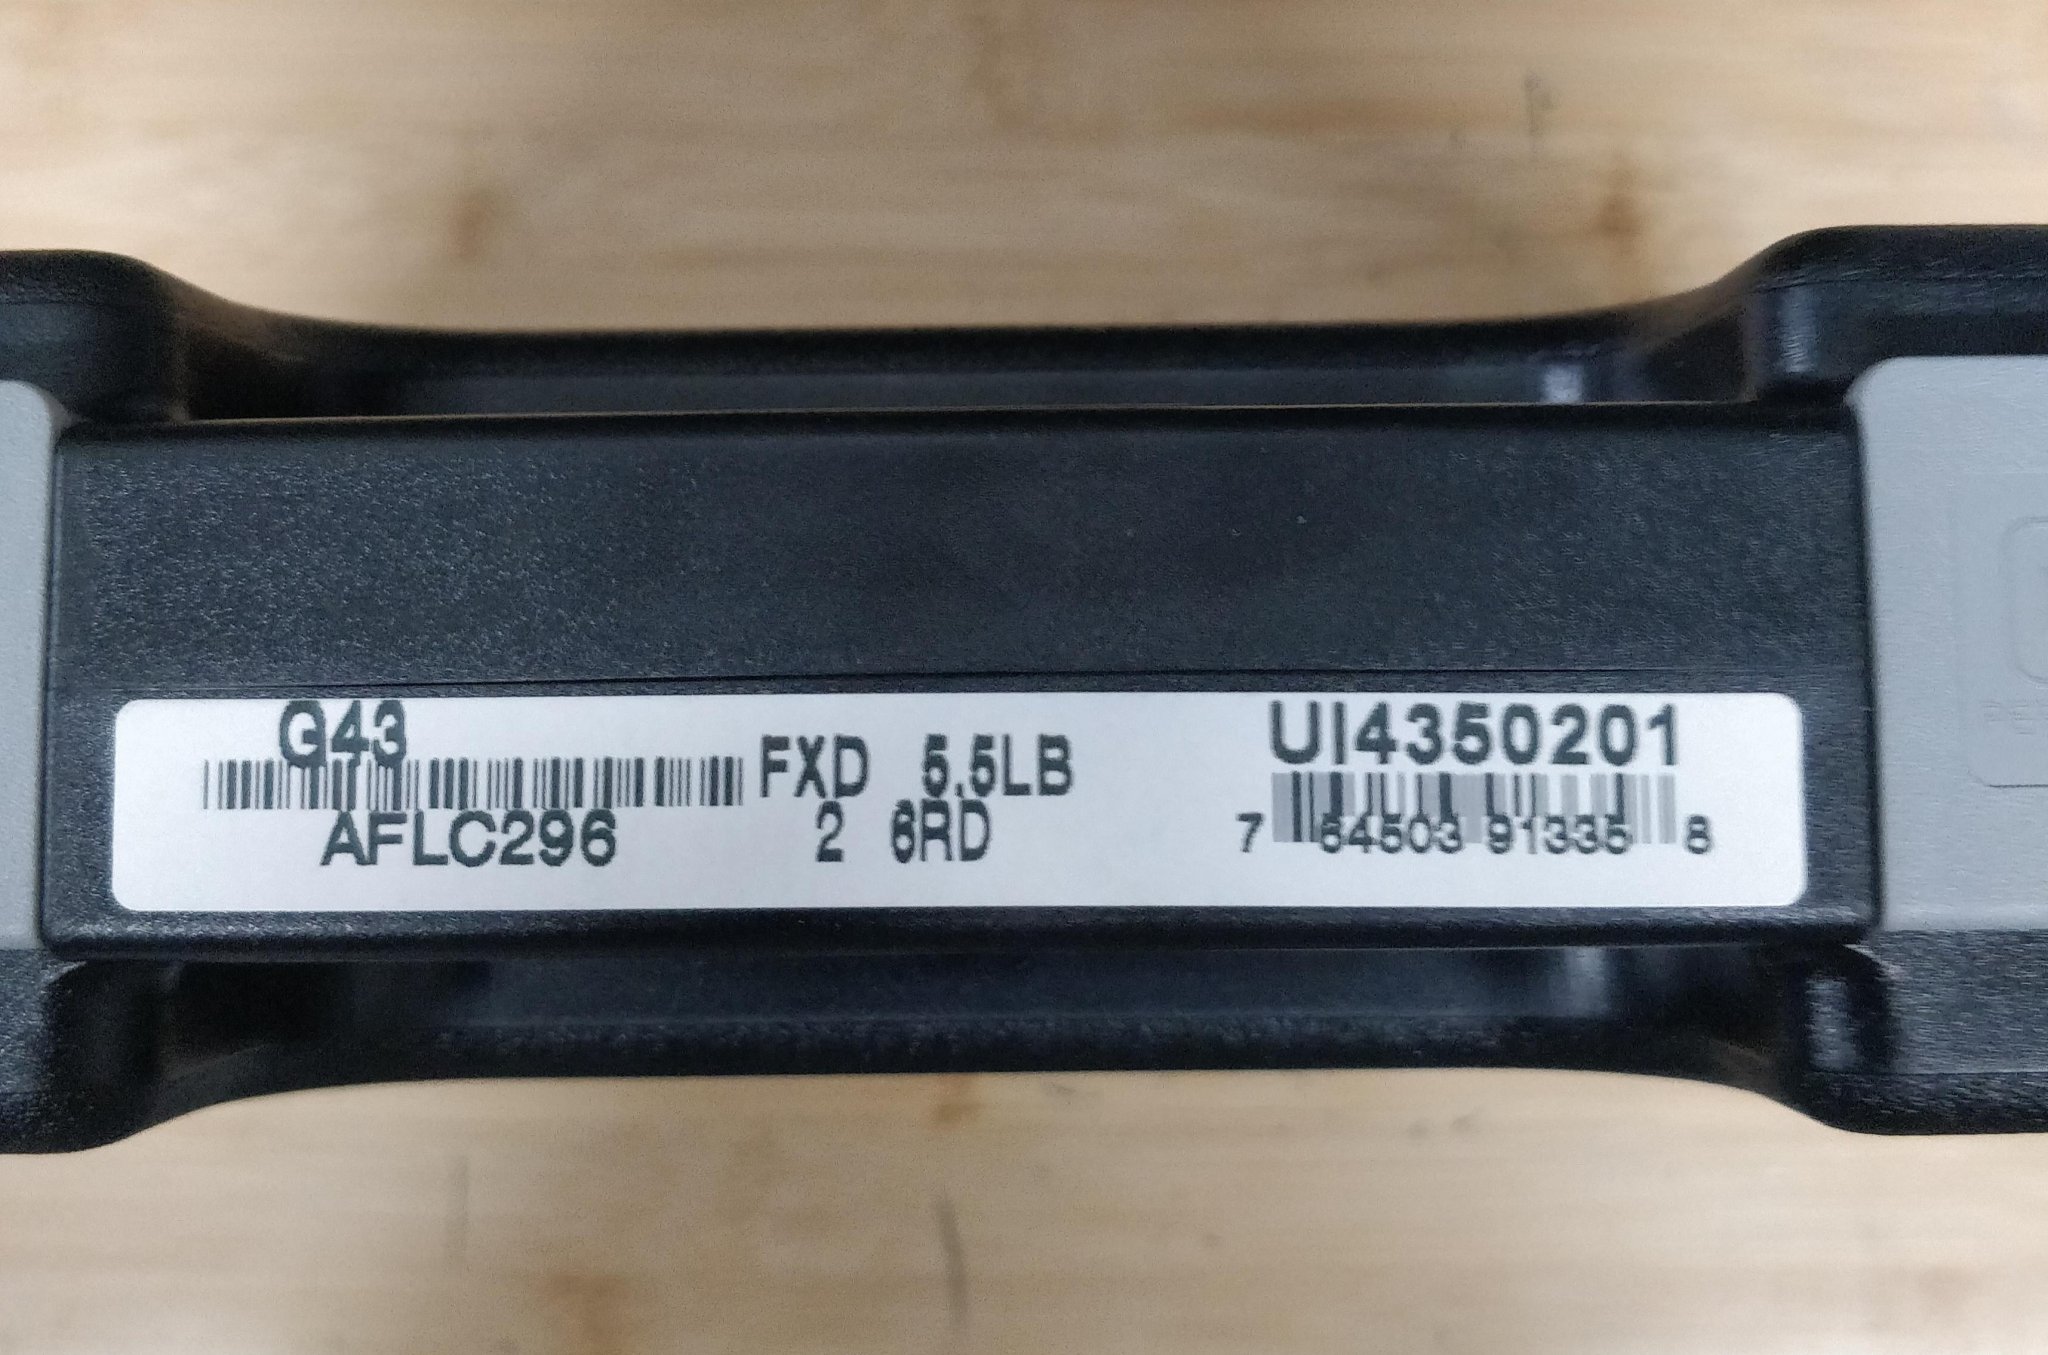 G43
AFLC296
FXD 5.5LB
2 6RD
UI4350201
7 64503 91335 8